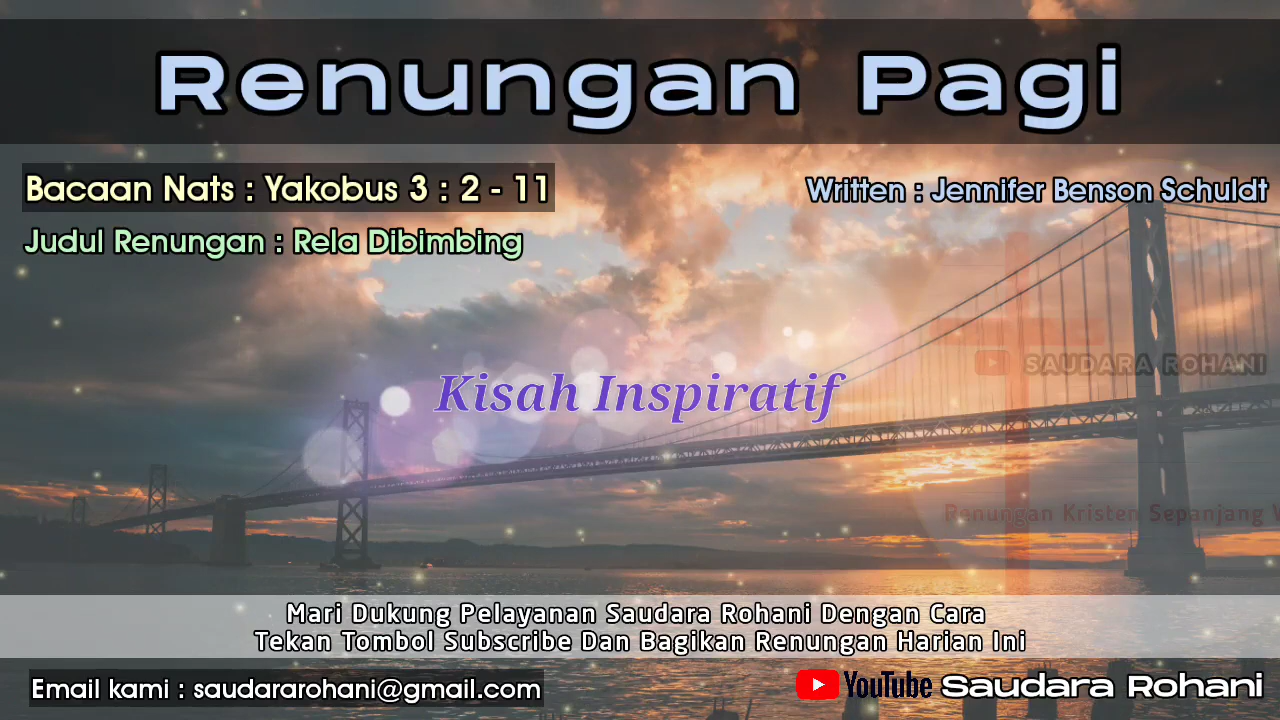 Renungan Pagi
Bacaan Nats : Yakobus 3 : 2 - 11
Written : Jennifer Benson Schuldt
Judul Renungan : Rela Dibimbing
SAUDARA ROHANI
Kisah Inspiratif
Renungan Kristen Sepanjang
Mari Dukung Pelayanan Saudara Rohani Dengan Cara
Tekan Tombol Subscribe Dan Bagikan Renungan Harian Ini
Email kami : saudararohani@gmail.com
YouTube Saudara Rohani